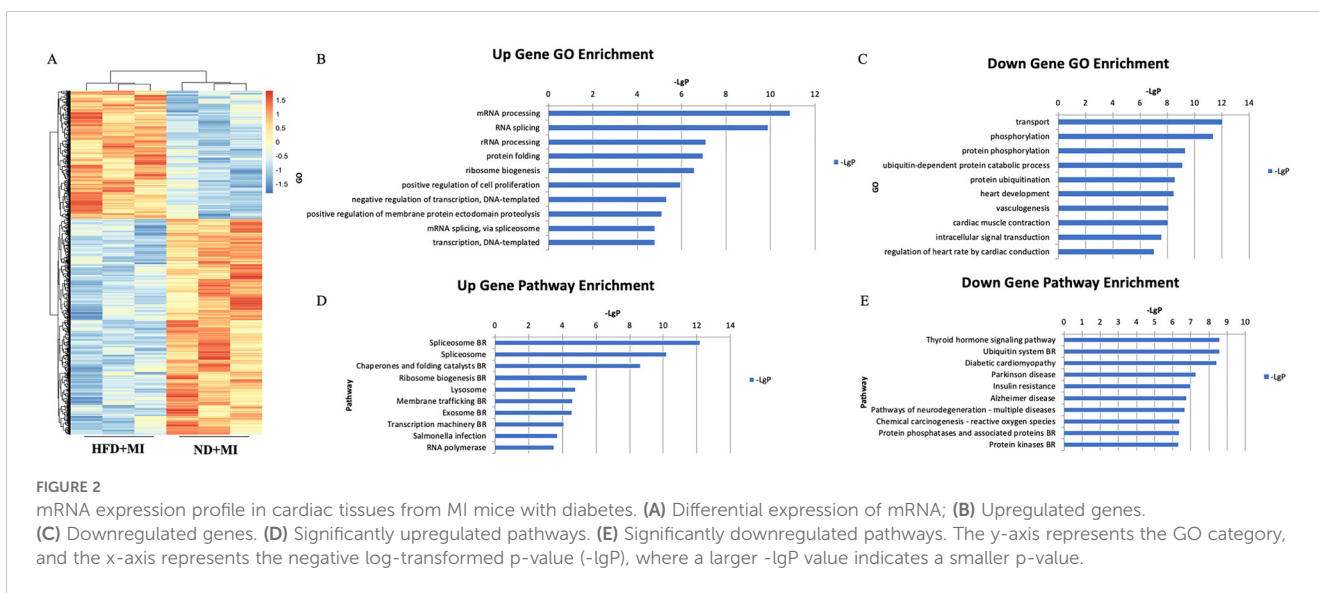 A
1.5
1
0.5
0
-0.5
-1
-1.5
HFD+MI
ND+MI
B
Up Gene GO Enrichment
-LgP
0 2 4 6 8 10 12
GO
mRNA processing
RNA splicing
rRNA processing
protein folding
ribosome biogenesis
positive regulation of cell proliferation
negative regulation of transcription, DNA-templated
positive regulation of membrane protein ectodomain proteolysis
mRNA splicing, via spliceosome
transcription, DNA-templated
-LgP
C
Down Gene GO Enrichment
-LgP
0 2 4 6 8 10 12 14
GO
transport
phosphorylation
protein phosphorylation
ubiquitin-dependent protein catabolic process
protein ubiquitination
heart development
vasculogenesis
cardiac muscle contraction
intracellular signal transduction
regulation of heart rate by cardiac conduction
-LgP
D
Up Gene Pathway Enrichment
-LgP
0 2 4 6 8 10 12 14
Pathway
Spliceosome BR
Spliceosome
Chaperones and folding catalysts BR
Ribosome biogenesis BR
Lysosome
Membrane trafficking BR
Exosome BR
Transcription machinery BR
Salmonella infection
RNA polymerase
-LgP
E
Down Gene Pathway Enrichment
-LgP
0 1 2 3 4 5 6 7 8 9 10
Pathway
Thyroid hormone signaling pathway
Ubiquitin system BR
Diabetic cardiomyopathy
Parkinson disease
Insulin resistance
Alzheimer disease
Pathways of neurodegeneration - multiple diseases
Chemical carcinogenesis - reactive oxygen species
Protein phosphatases and associated proteins BR
Protein kinases BR
-LgP
FIGURE 2
mRNA expression profile in cardiac tissues from MI mice with diabetes. (A) Differential expression of mRNA; (B) Upregulated genes.
(C) Downregulated genes. (D) Significantly upregulated pathways. (E) Significantly downregulated pathways. The y-axis represents the GO category,
and the x-axis represents the negative log-transformed p-value (-lgP), where a larger -lgP value indicates a smaller p-value.